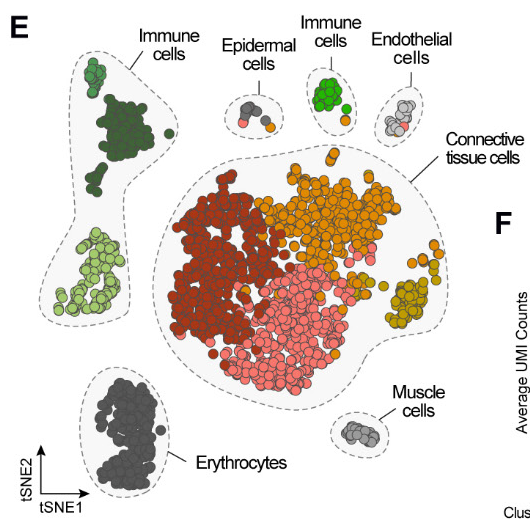 E
Immune
cells
Epidermal
cells
Immune
cells
Endothelial
cells
Connective
tissue cells
F
Average UMI Counts
Muscle
cells
Erythrocytes
tSNE2
tSNE1
Clus